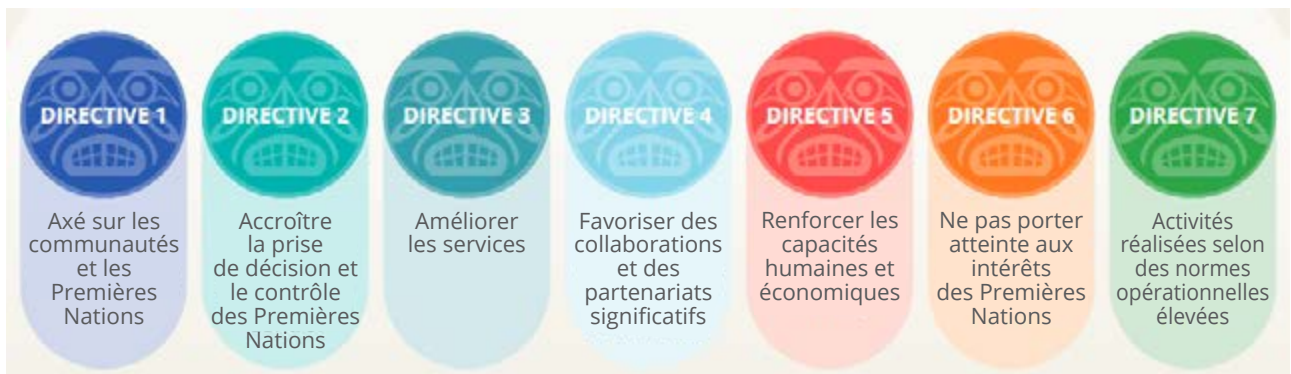 DIRECTIVE 1
Axé sur les
communautés
et les
Premières
Nations
DIRECTIVE 2
Accroître
la prise
de décision et
le contrôle
des Premières
Nations
DIRECTIVE 3
Améliorer
les services
DIRECTIVE 4
Favoriser des
collaborations
et des
partenariats
significatifs
DIRECTIVE 5
Renforcer les
capacités
humaines et
économiques
DIRECTIVE 6
Ne pas porter
atteinte aux
intérêts
des Premières
Nations
DIRECTIVE 7
Activités
réalisées selon
des normes
opérationnelles
élevées